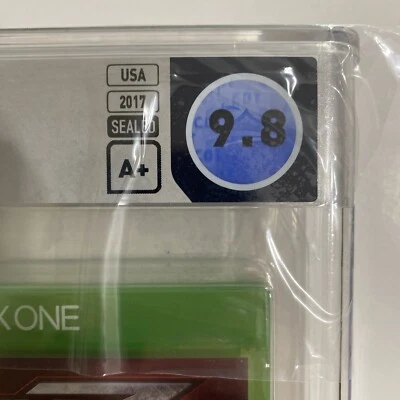 USA
2017
SEALED
A+
9.8
X ONE